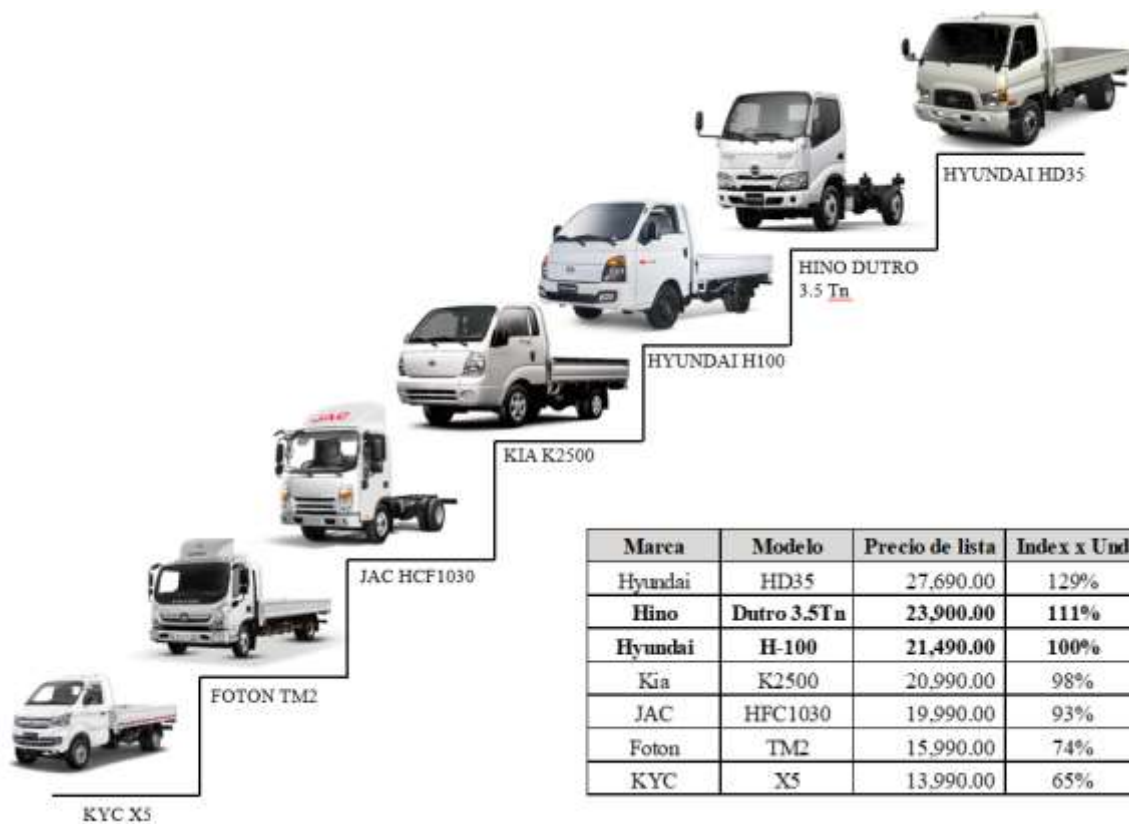 HYUNDAI HD35
HINO DUTRO
3.5 Tn
HYUNDAI H100
KIA K2500
JAC
JAC HCF1030
FOTON TM2
KYC X5
Marca Modelo Precio de lista Index x Und
Hyundai HD35 27,690.00 129%
Hino Dutro 3.5Tn 23,900.00 111%
Hyundai H-100 21,490.00 100%
Kia K2500 20,990.00 98%
JAC HFC1030 19,990.00 93%
Foton TM2 15,990.00 74%
KYC X5 13,990.00 65%